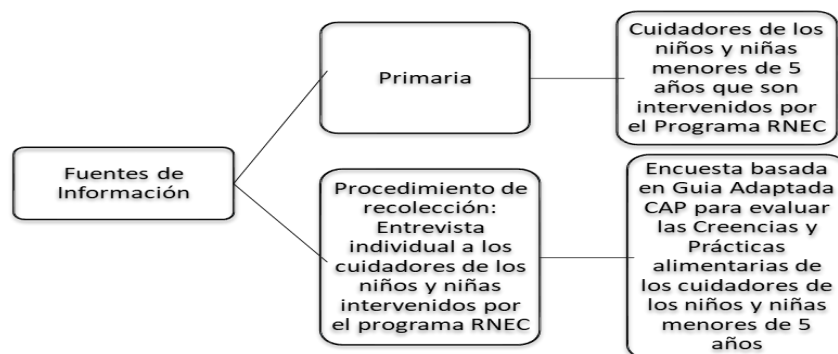 Fuentes de
Información
Primaria
Cuidadores de los
niños y niñas
menores de 5
años que son
intervenidos por
el Programa RNEC
Procedimiento de
recolección:
Entrevista
individual a los
cuidadores de los
niños y niñas
intervenidos por
el programa RNEC
Encuesta basada
en Guia Adaptada
CAP para evaluar
las Creencias y
Prácticas
alimentarias de
los cuidadores de
los niños y niñas
menores de 5
años